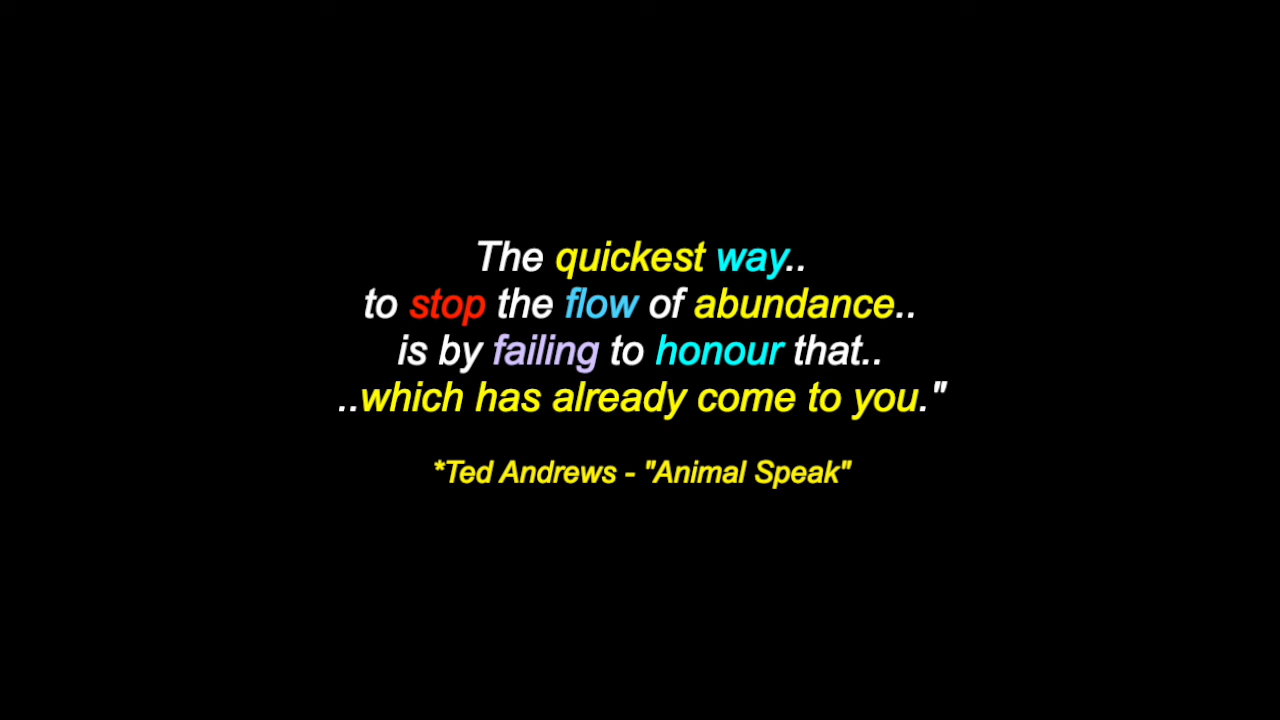 The quickest way..
to stop the flow of abundance..
is by failing to honour that..
..which has already come to you."
*Ted Andrews - "Animal Speak"